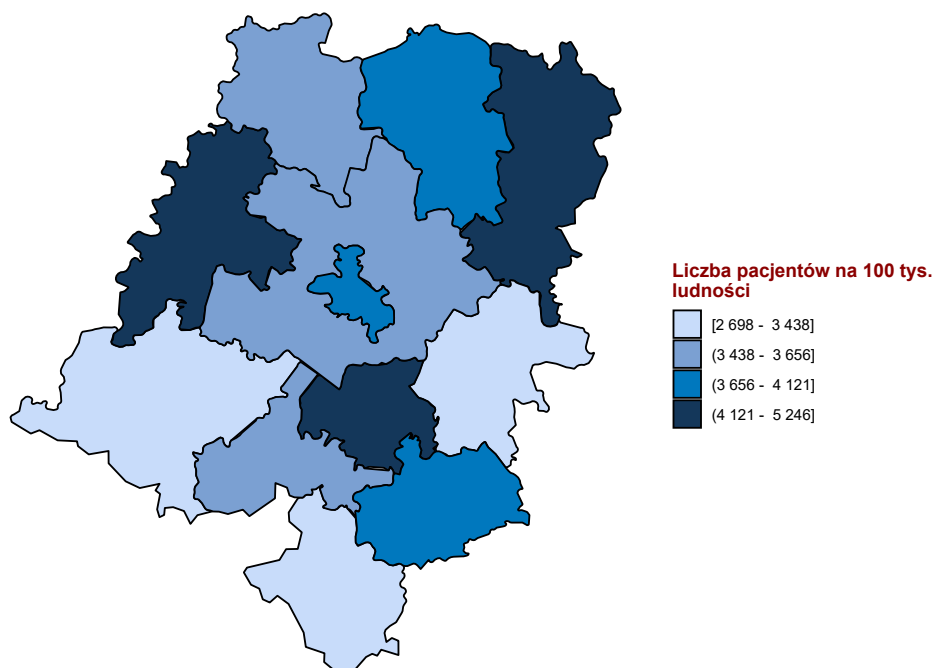 Liczba pacjentów na 100 tys.
ludności
[2 698 - 3 438]
(3 438 - 3 656]
(3 656 - 4 121]
(4 121 - 5 246]